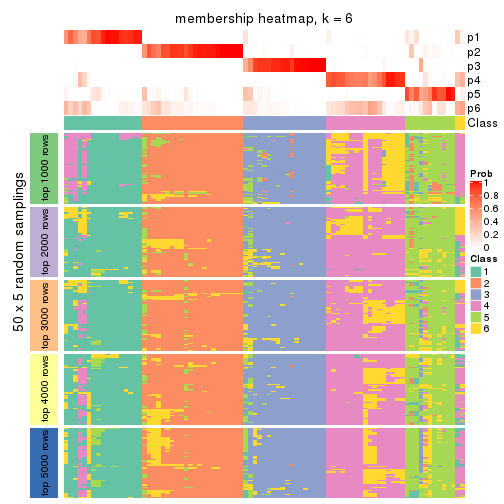 membership heatmap, k = 6
p1
p2
p3
p4
p5
p6
Class
50 x 5 random samplings
top 1000 rows
top 2000 rows
top 3000 rows
top 4000 rows
top 5000 rows
Prob
1
0.8
0.6
0.4
0.2
0
Class
1
2
3
4
5
6